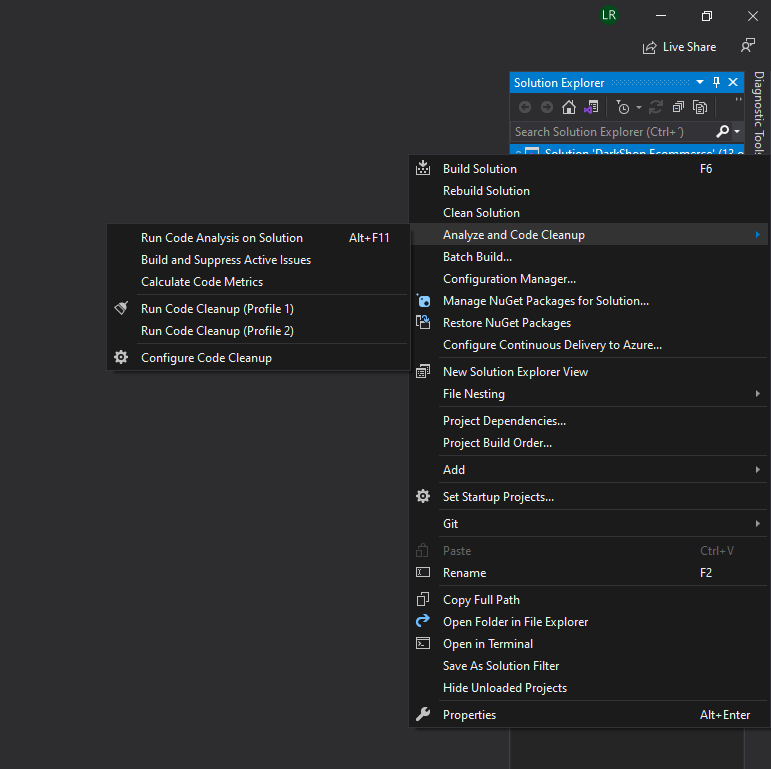 LR
Live Share
Solution Explorer
Search Solution Explorer (Ctrl+´)
Diagnostic Tools
Solution 'DarkShop.Ecommerce' (13 o
Build Solution F6
Rebuild Solution
Clean Solution
Analyze and Code Cleanup
Batch Build...
Configuration Manager...
Manage NuGet Packages for Solution...
Restore NuGet Packages
Configure Continuous Delivery to Azure...
New Solution Explorer View
File Nesting
Project Dependencies...
Project Build Order...
Add
Set Startup Projects...
Git
Paste Ctrl+V
Rename F2
Copy Full Path
Open Folder in File Explorer
Open in Terminal
Save As Solution Filter
Hide Unloaded Projects
Properties Alt+Enter
Run Code Analysis on Solution Alt+F11
Build and Suppress Active Issues
Calculate Code Metrics
Run Code Cleanup (Profile 1)
Run Code Cleanup (Profile 2)
Configure Code Cleanup